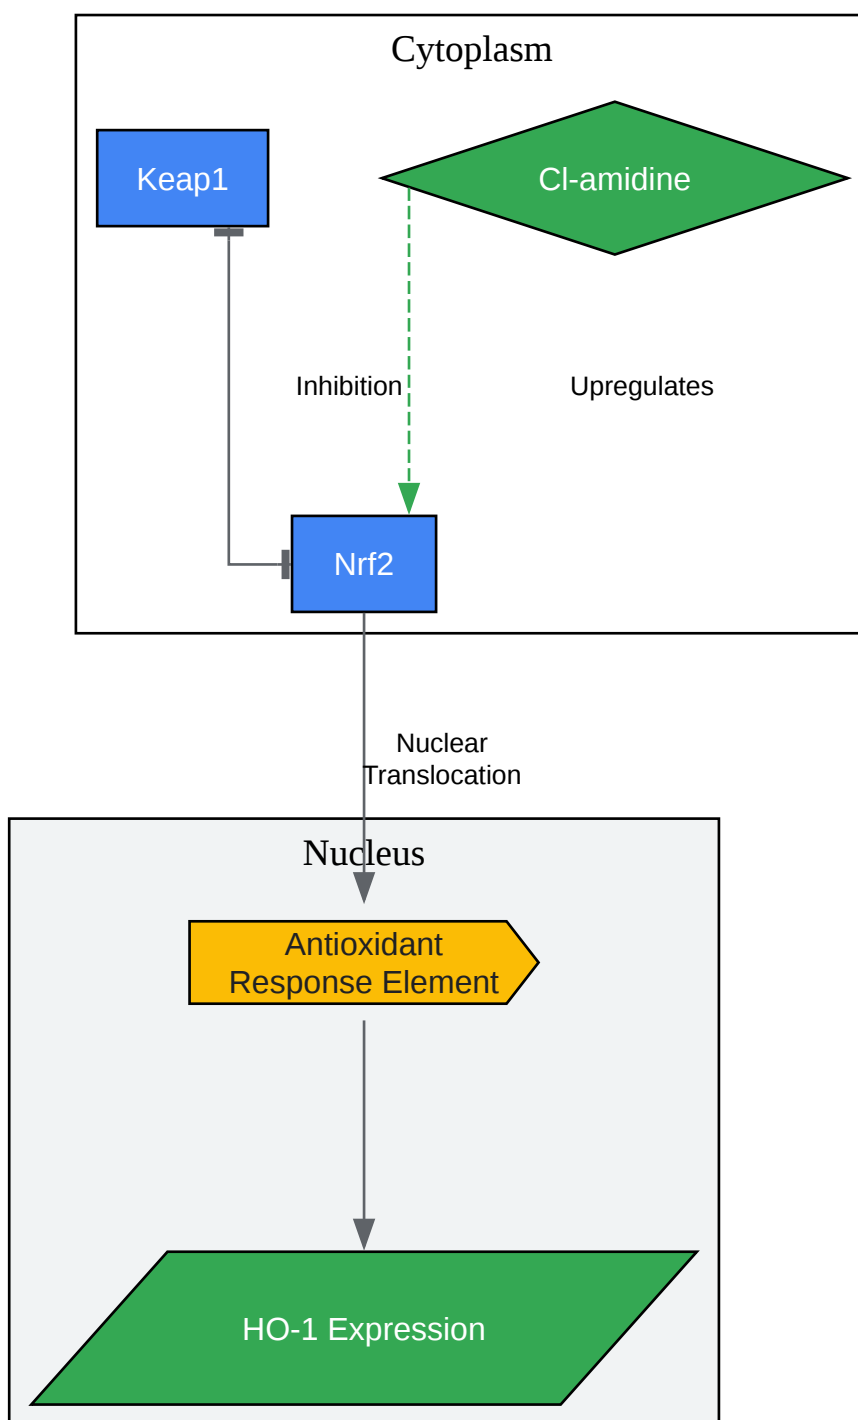 Cytoplasm
Keap1
Cl-amidine
Inhibition
Upregulates
Nrf2
Nuclear
Translocation
Nucleus
Antioxidant
Response Element
HO-1 Expression